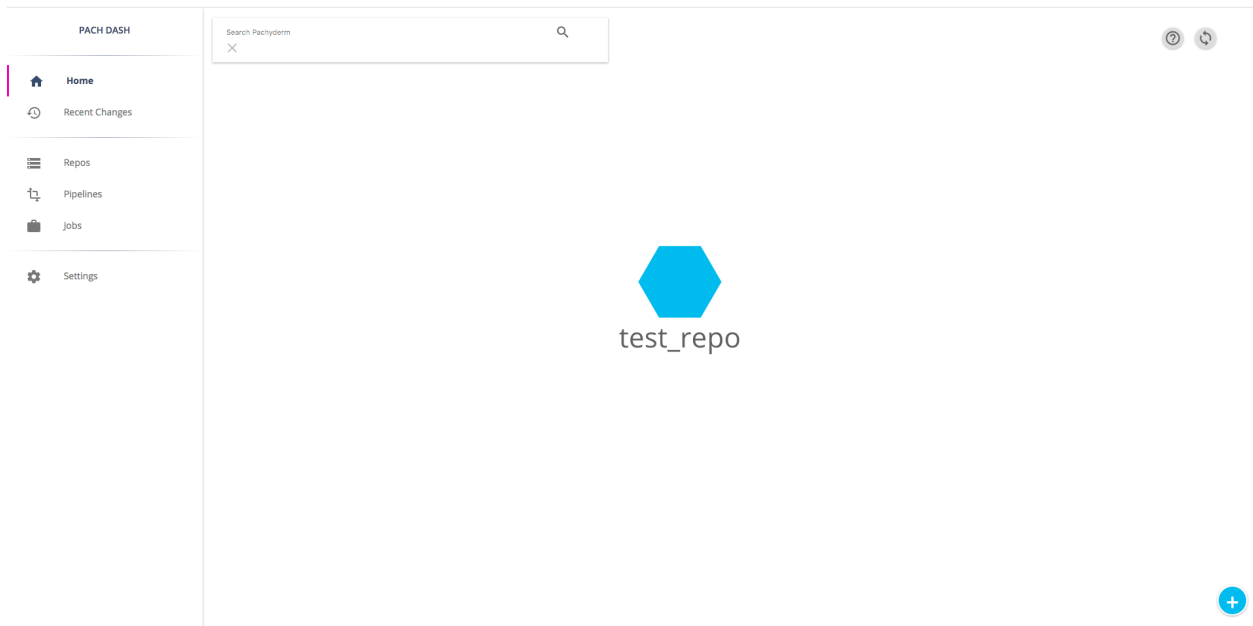 PACH DASH
Home
Recent Changes
Repos
Pipelines
Jobs
Settings
Search Pachyderm
test_repo